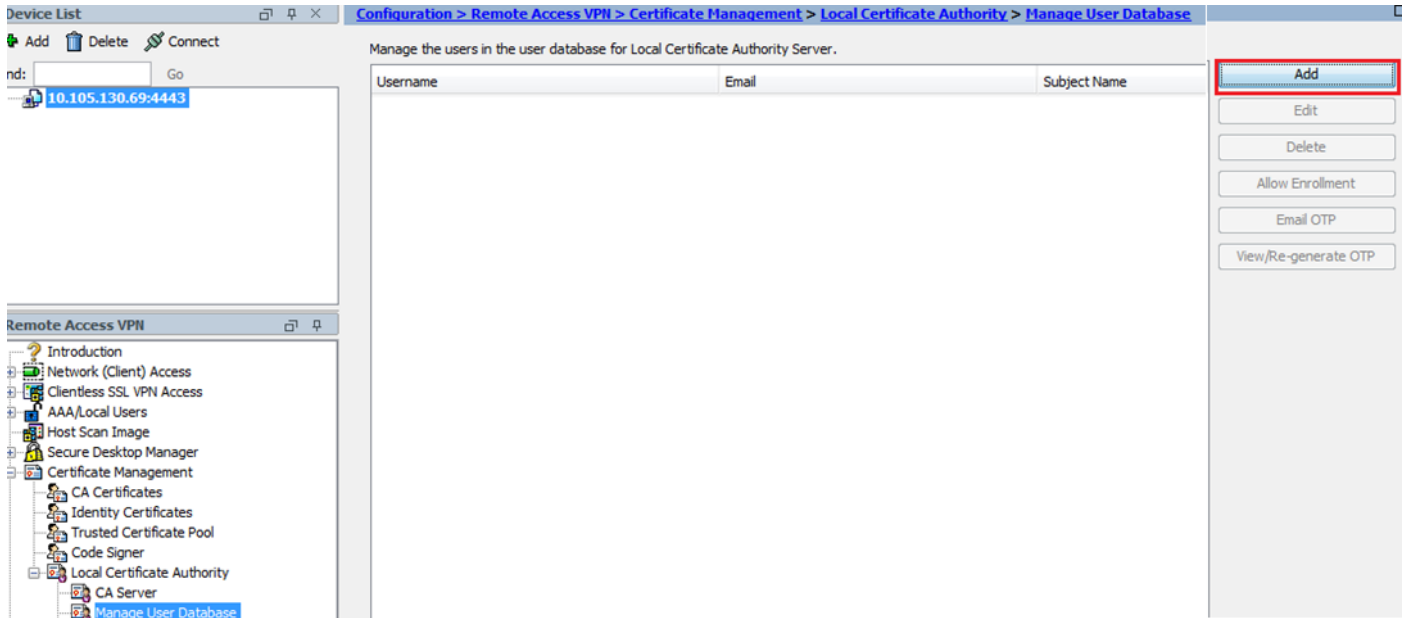 Device List
Add Delete Connect
Go
10.105.130.69:4443
Remote Access VPN
Introduction
Network (Client) Access
Clientless SSL VPN Access
AAA/Local Users
Host Scan Image
Secure Desktop Manager
Certificate Management
CA Certificates
Identity Certificates
Trusted Certificate Pool
Code Signer
Local Certificate Authority
CA Server
Manage User Database
Configuration > Remote Access VPN > Certificate Management > Local Certificate Authority > Manage User Database
Manage the users in the user database for Local Certificate Authority Server.
Username Email Subject Name
Add
Edit
Delete
Allow Enrollment
Email OTP
View/Re-generate OTP